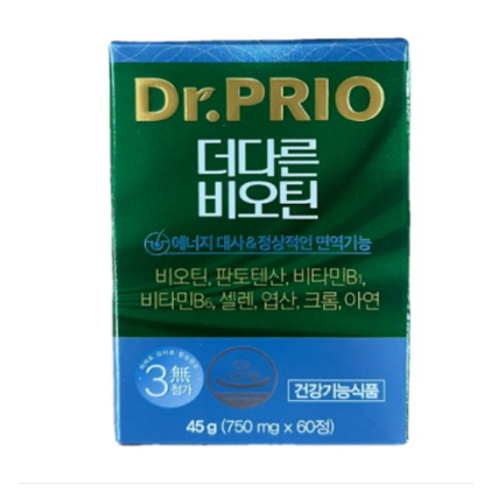 Dr.PRIO
더다른
비오틴
에너지 대사&정상적인 면역기능
비오틴, 판토텐산, 비타민B1,
비타민B6, 셀렌, 엽산, 크롬, 아연
3無
첨가
건강기능식품
45 g (750 mg x 60정)